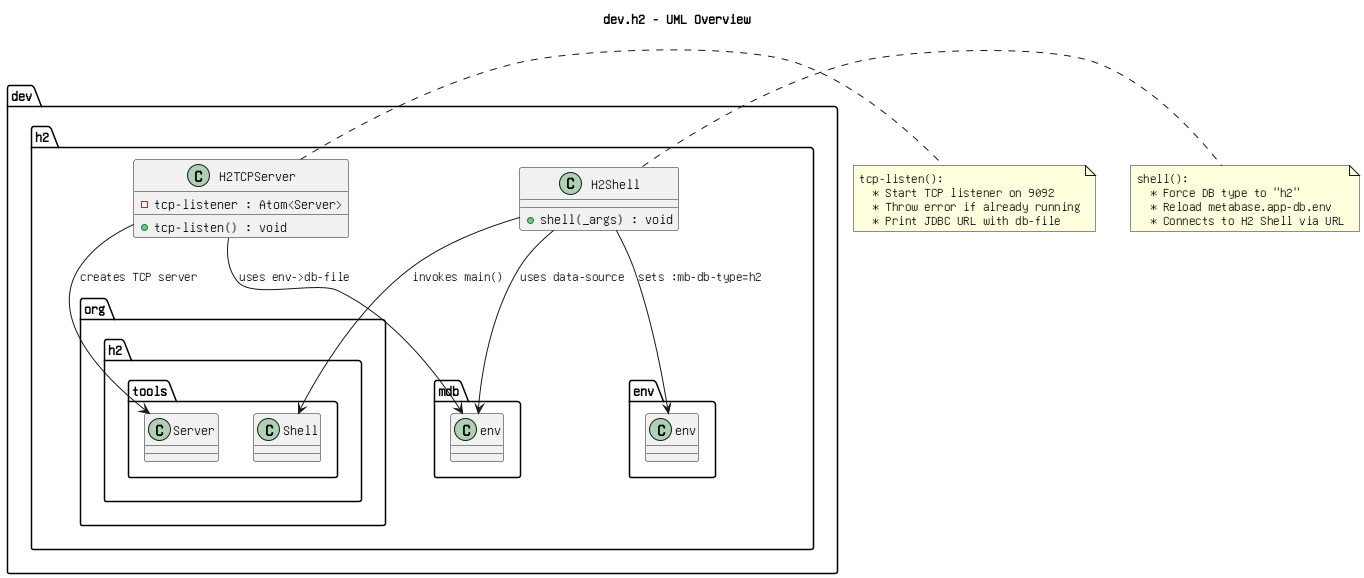 dev.h2 - UML Overview
dev
h2
C H2TCPServer
tcp-listener : Atom<Server>
tcp-listen() : void
C H2Shell
shell(_args) : void
tcp-listen():
* Start TCP listener on 9092
* Throw error if already running
* Print JDBC URL with db-file
shell():
* Force DB type to "h2"
* Reload metabase.app-db.env
* Connects to H2 Shell via URL
creates TCP server
uses env->db-file
invokes main()
uses data-source
sets :mb-db-type=h2
org
h2
tools
C Server
C Shell
mdb
C env
env
C env